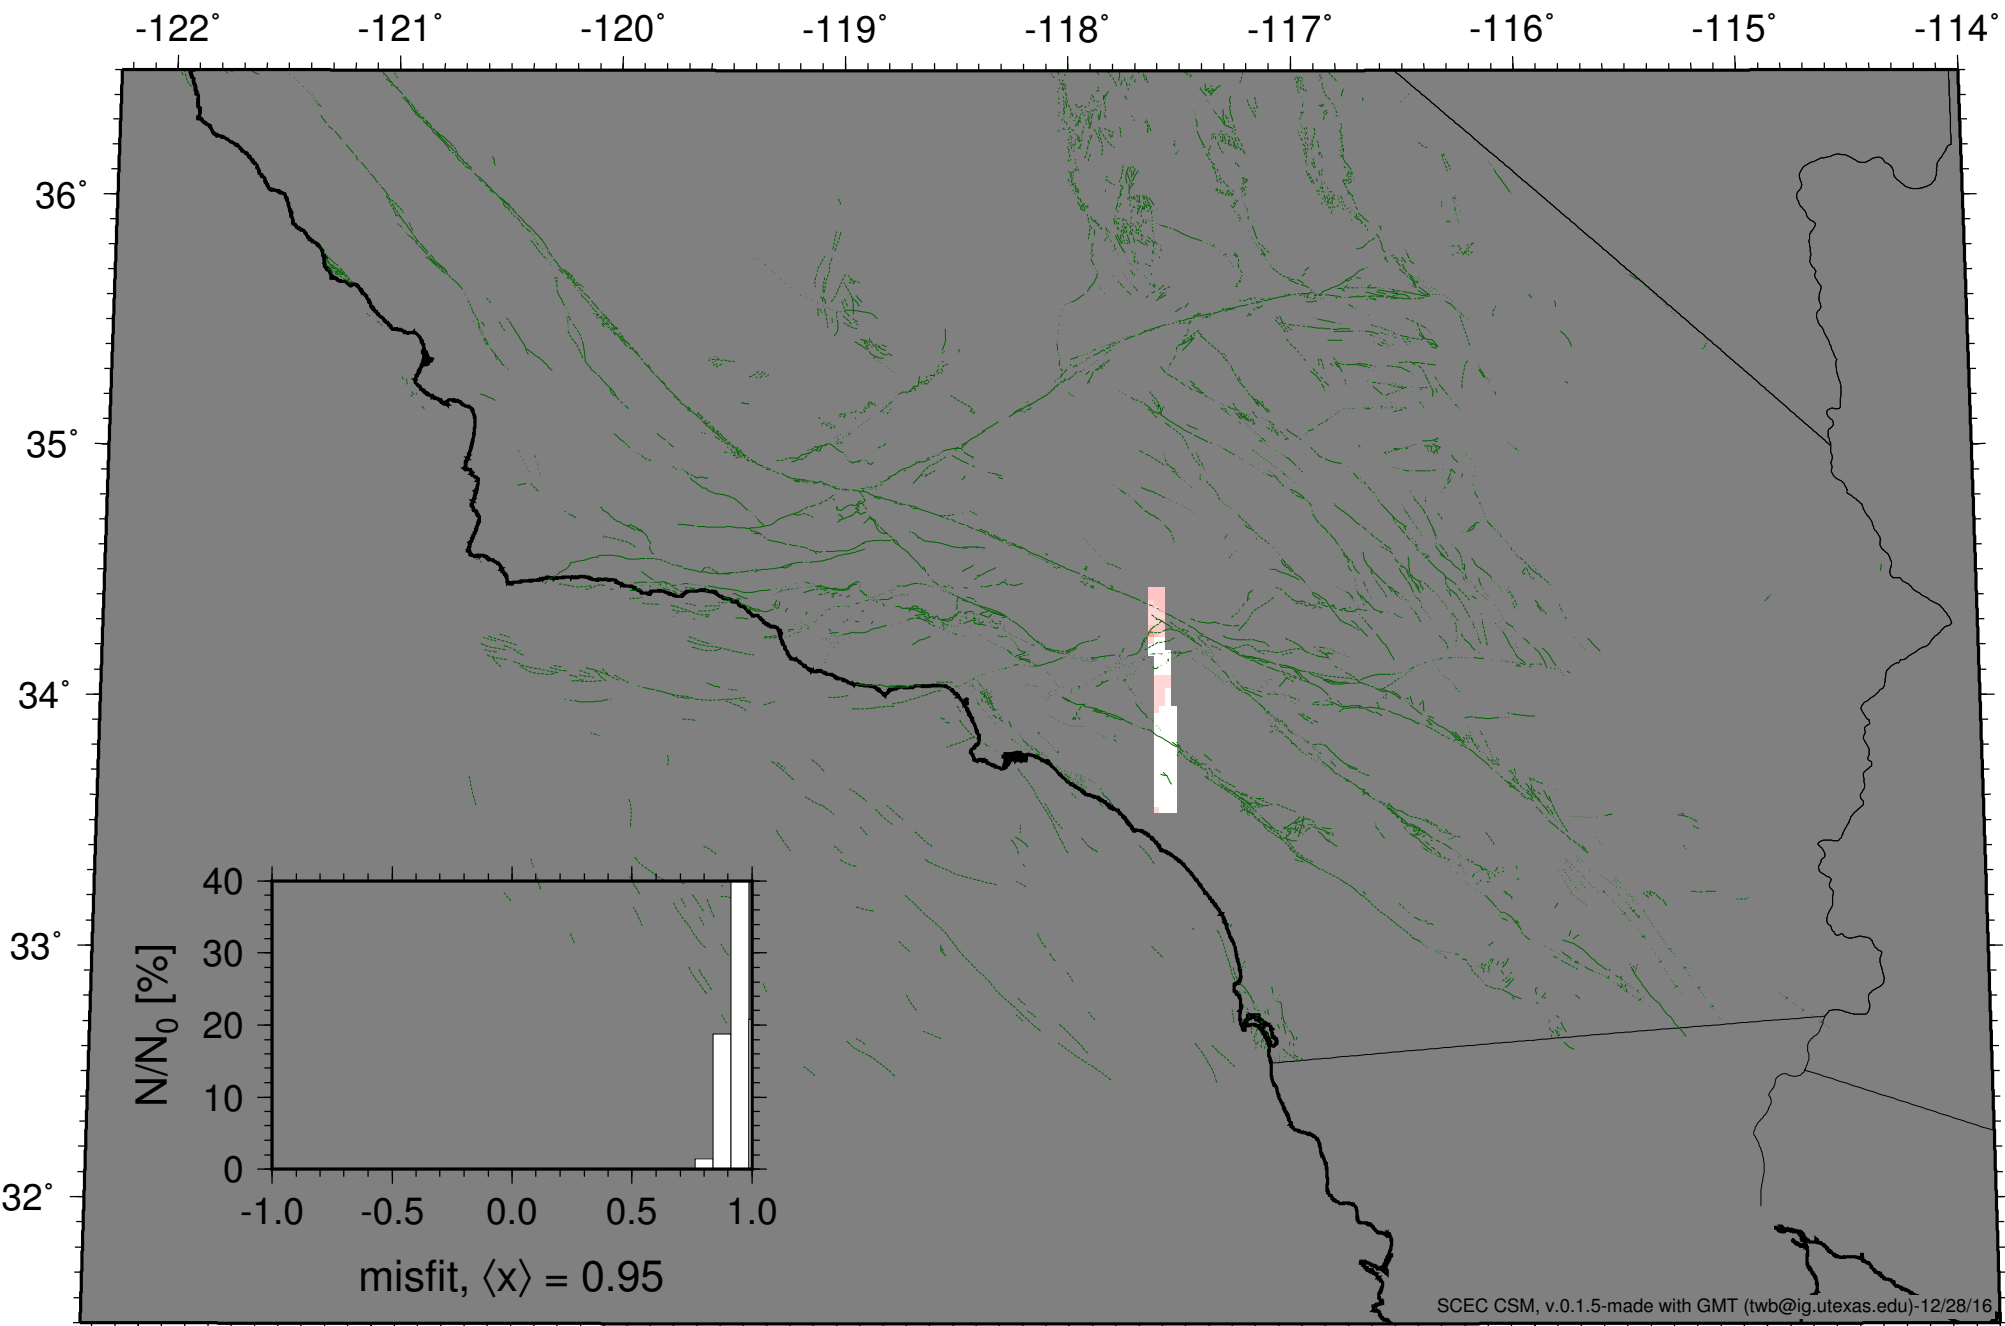 -122° -121° -120° -119° -118° -117° -116° -115° -114°
36°
35°
34°
33°
32°
40
30
20
10
0
N/N0 [%]
-1.0 -0.5 0.0 0.5 1.0
misfit, ⟨x⟩ = 0.95
SCEC CSM, v.0.1.5-made with GMT (twb@ig.utexas.edu)-12/28/16